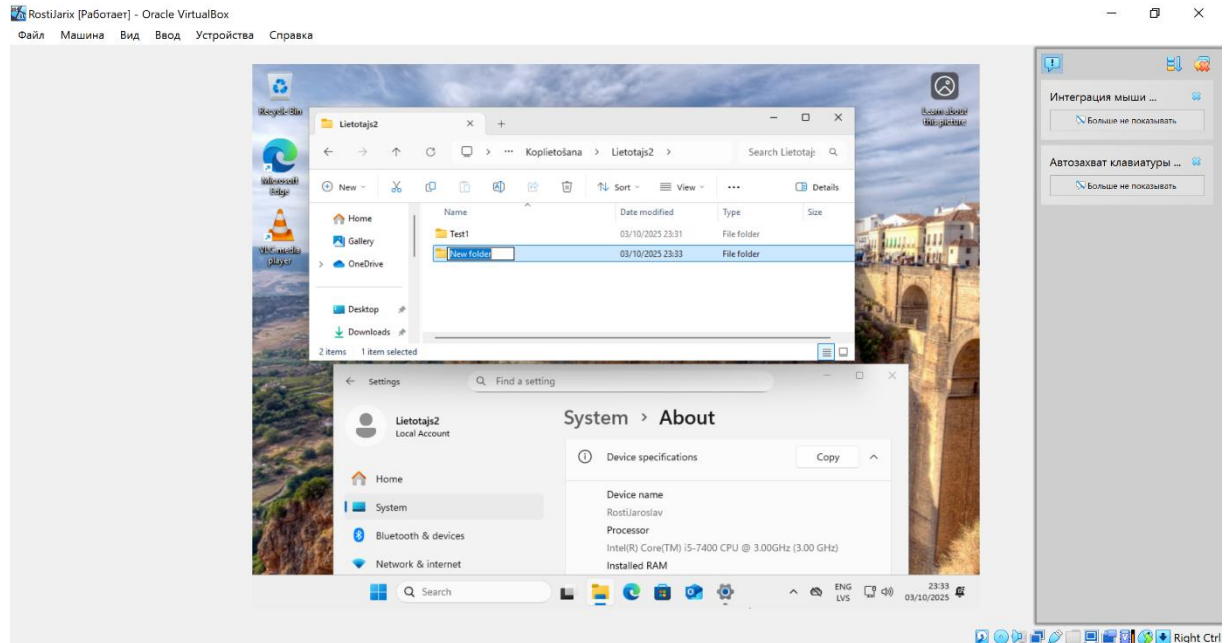 RostiJarix [Работает] - Oracle VirtualBox
Файл Машина Вид Ввод Устройства Справка
Recycle Bin
Learn about
this picture
Microsoft
Edge
VLC media
player
Lietotajs2
Koplietošana > Lietotajs2 >
Search Lietotaj
New
Sort
View
Details
Name Date modified Type Size
Home
Gallery
OneDrive
Desktop
Downloads
Test1 03/10/2025 23:31 File folder
New folder 03/10/2025 23:33 File folder
2 items 1 item selected
Settings
Find a setting
Lietotajs2
Local Account
Home
System
Bluetooth & devices
Network & internet
System > About
Device specifications
Copy
Device name
RostiJaroslav
Processor
Intel(R) Core(TM) i5-7400 CPU @ 3.00GHz (3.00 GHz)
Installed RAM
Search
ENG
LVS
23:33
03/10/2025
Интеграция мыши ...
Больше не показывать
Автозахват клавиатуры ...
Больше не показывать
Right Ctrl